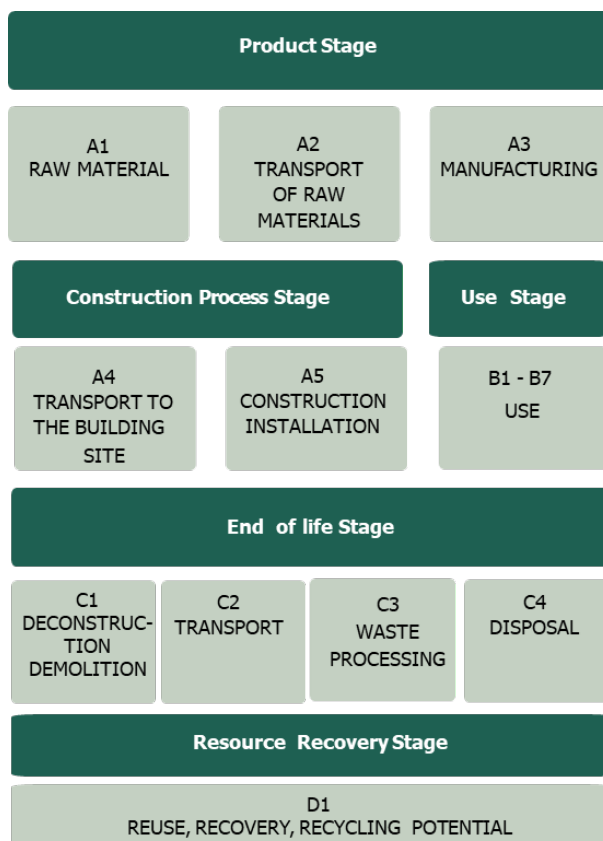 Product Stage
A1
RAW MATERIAL
A2
TRANSPORT
OF RAW
MATERIALS
A3
MANUFACTURING
Construction Process Stage
Use Stage
A4
TRANSPORT TO
THE BUILDING
SITE
A5
CONSTRUCTION
INSTALLATION
B1 - B7
USE
End of life Stage
C1
DECONSTRUC-
TION
DEMOLITION
C2
TRANSPORT
C3
WASTE
PROCESSING
C4
DISPOSAL
Resource Recovery Stage
D1
REUSE, RECOVERY, RECYCLING POTENTIAL